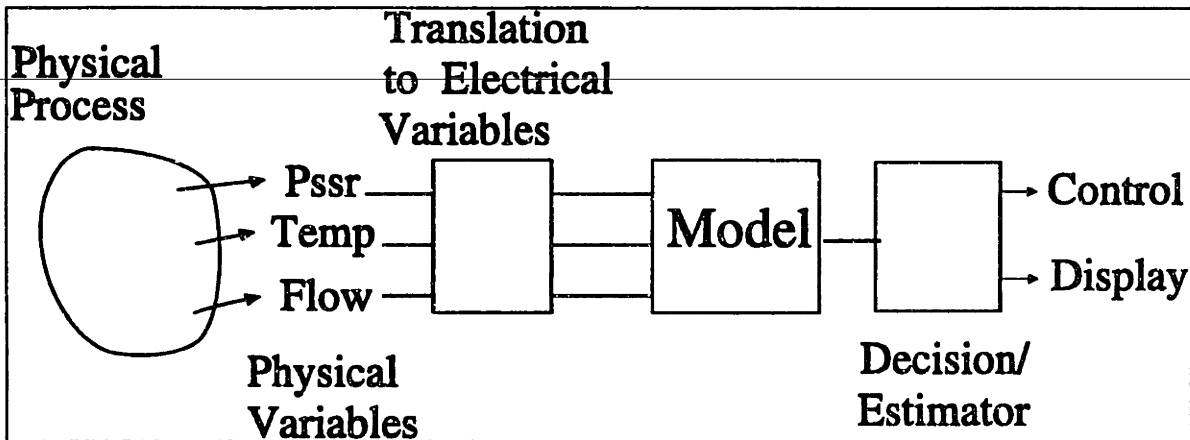 Physical
Process
Translation
to Electrical
Variables
Pssr
Temp
Flow
Physical
Variables
Model
Decision/
Estimator
Control
Display